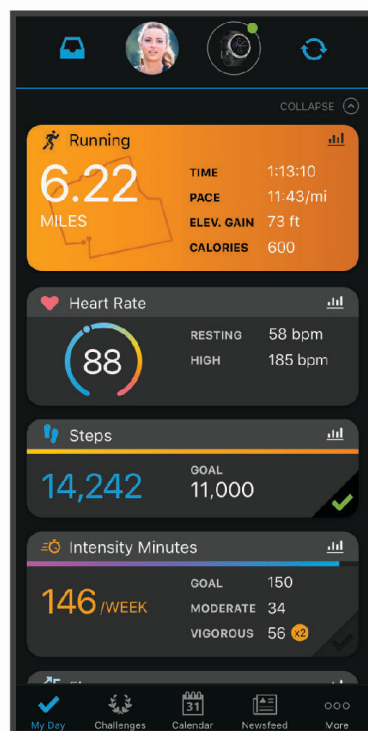 COLLAPSE
Running
6.22
MILES
TIME 1:13:10
PACE 11:43/mi
ELEV. GAIN 73 ft
CALORIES 600
Heart Rate
88
RESTING 58 bpm
HIGH 185 bpm
Steps
14,242
GOAL
11,000
Intensity Minutes
146 /WEEK
GOAL 150
MODERATE 34
VIGOROUS 56 x2
31
My Day Challenges Calendar Newsfeed More